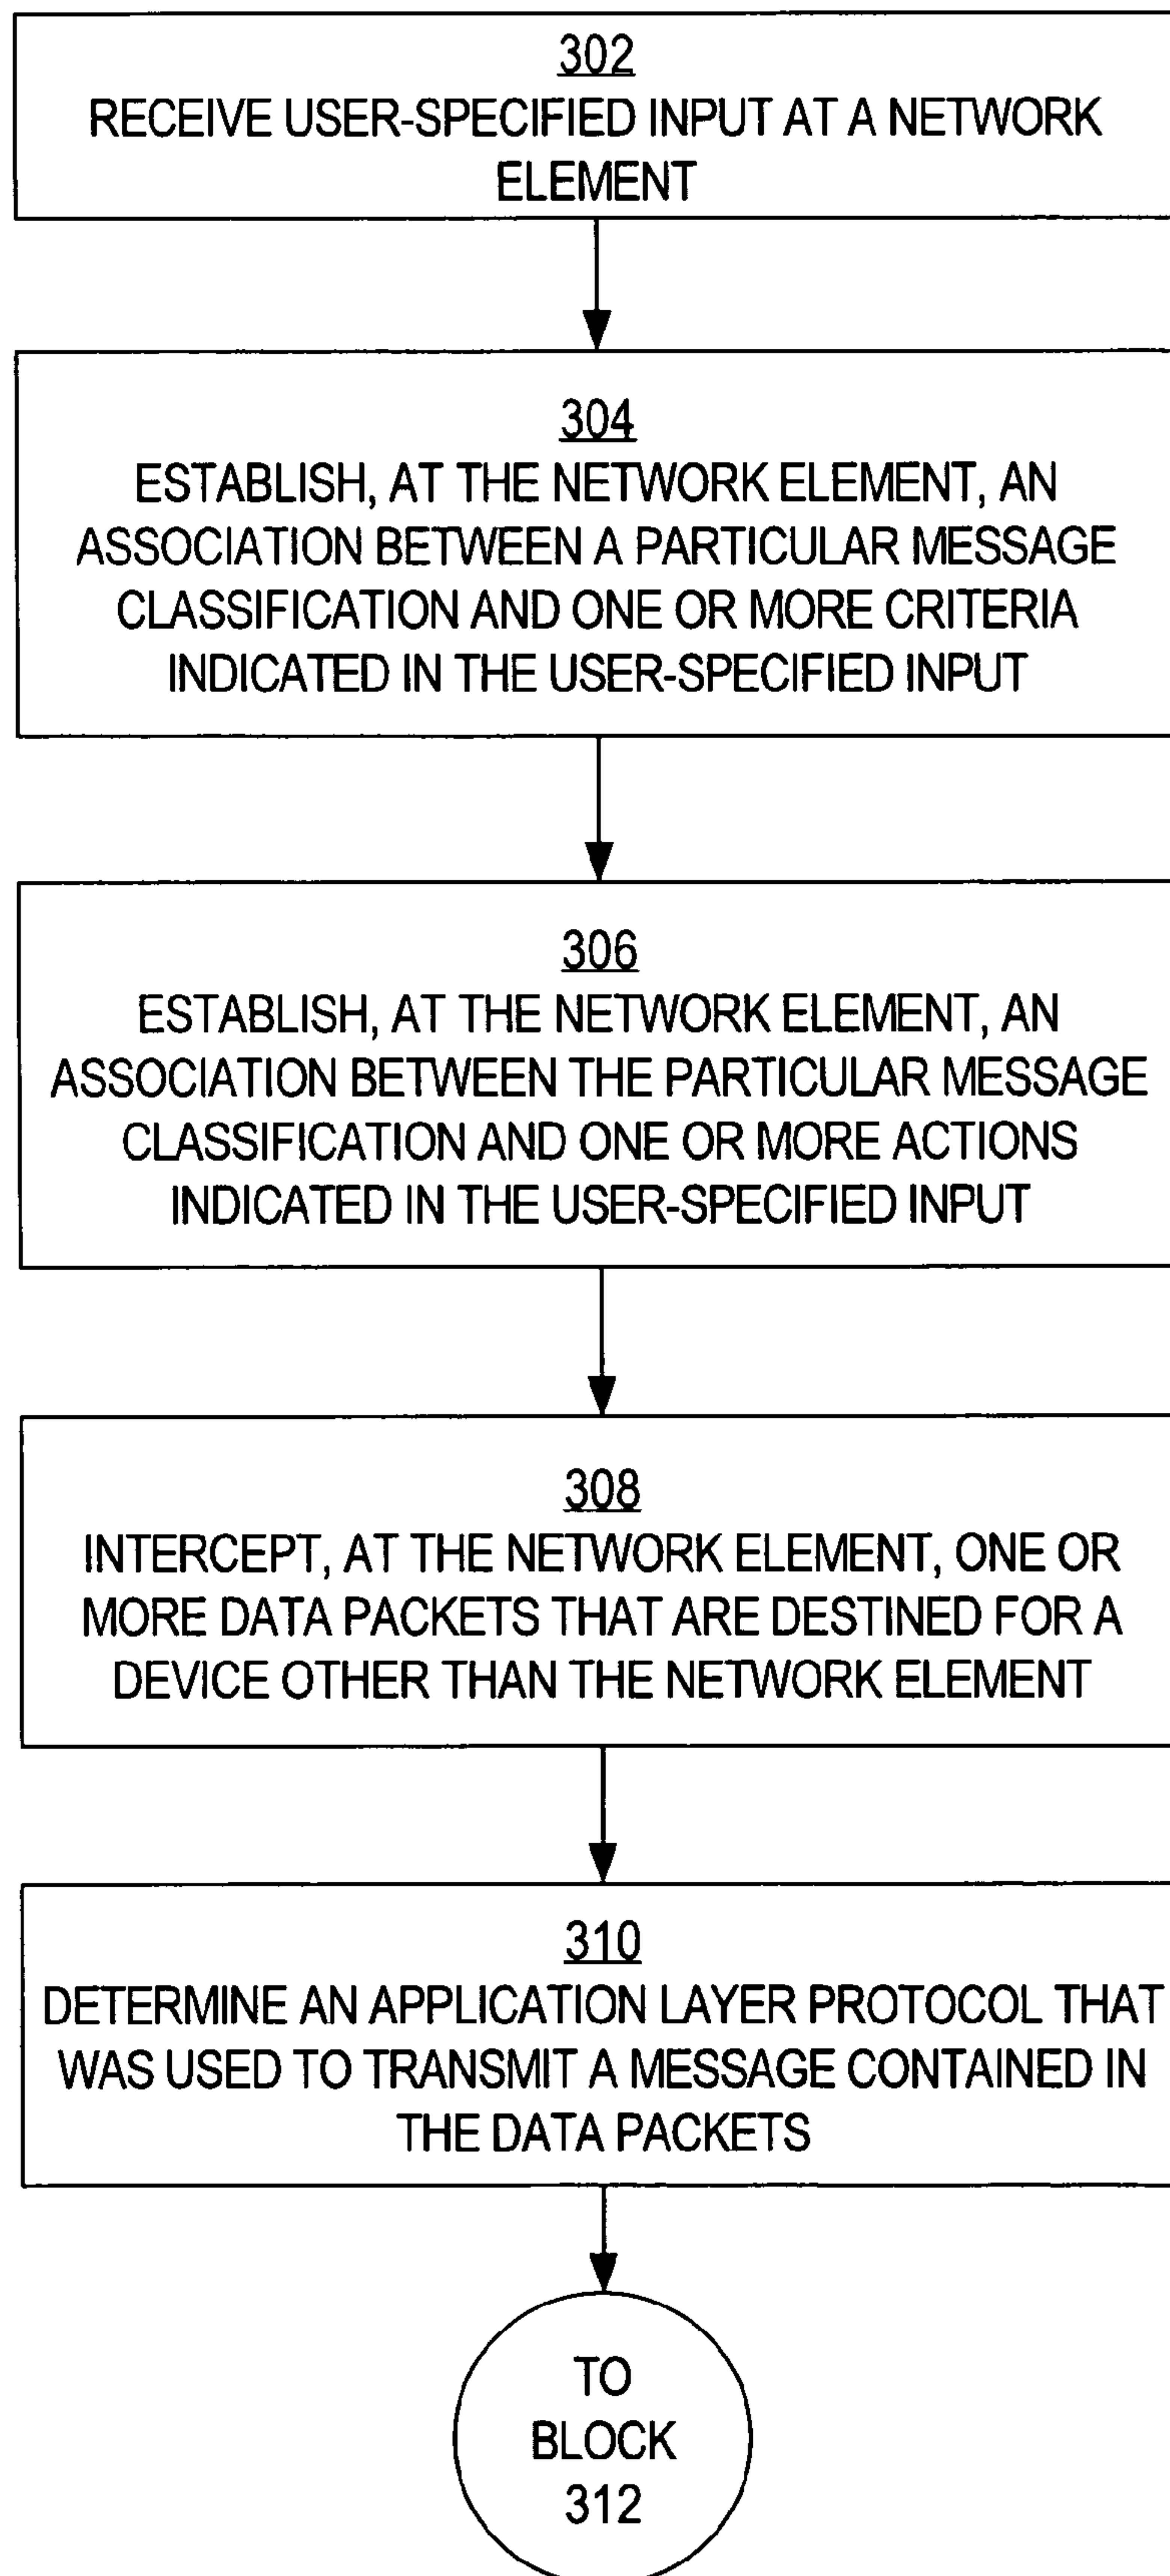 302
RECEIVE USER-SPECIFIED INPUT AT A NETWORK
ELEMENT
304
ESTABLISH, AT THE NETWORK ELEMENT, AN
ASSOCIATION BETWEEN A PARTICULAR MESSAGE
CLASSIFICATION AND ONE OR MORE CRITERIA
INDICATED IN THE USER-SPECIFIED INPUT
306
ESTABLISH, AT THE NETWORK ELEMENT, AN
ASSOCIATION BETWEEN THE PARTICULAR MESSAGE
CLASSIFICATION AND ONE OR MORE ACTIONS
INDICATED IN THE USER-SPECIFIED INPUT
308
INTERCEPT, AT THE NETWORK ELEMENT, ONE OR
MORE DATA PACKETS THAT ARE DESTINED FOR A
DEVICE OTHER THAN THE NETWORK ELEMENT
310
DETERMINE AN APPLICATION LAYER PROTOCOL THAT
WAS USED TO TRANSMIT A MESSAGE CONTAINED IN
THE DATA PACKETS
TO
BLOCK
312